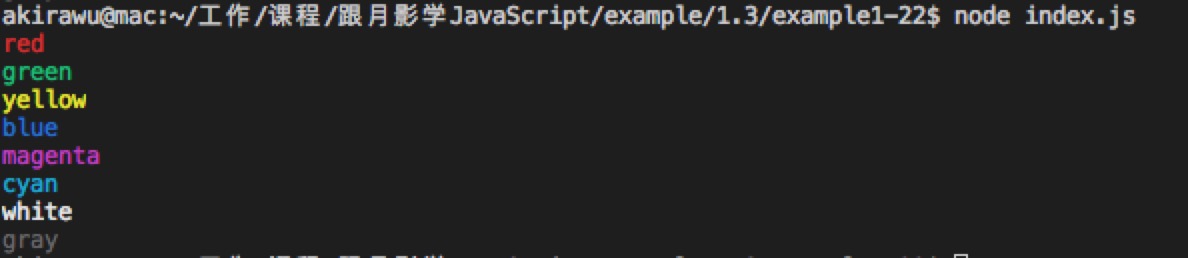 akirawu@mac:~/工作/课程/跟月影学JavaScript/example/1.3/example1-22$ node index.js
red
green
yellow
blue
magenta
cyan
white
gray